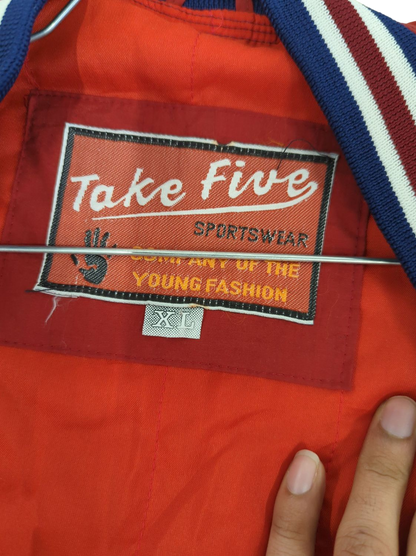 Take Five
SPORTSWEAR
COMPANY OF THE
YOUNG FASHION
XL